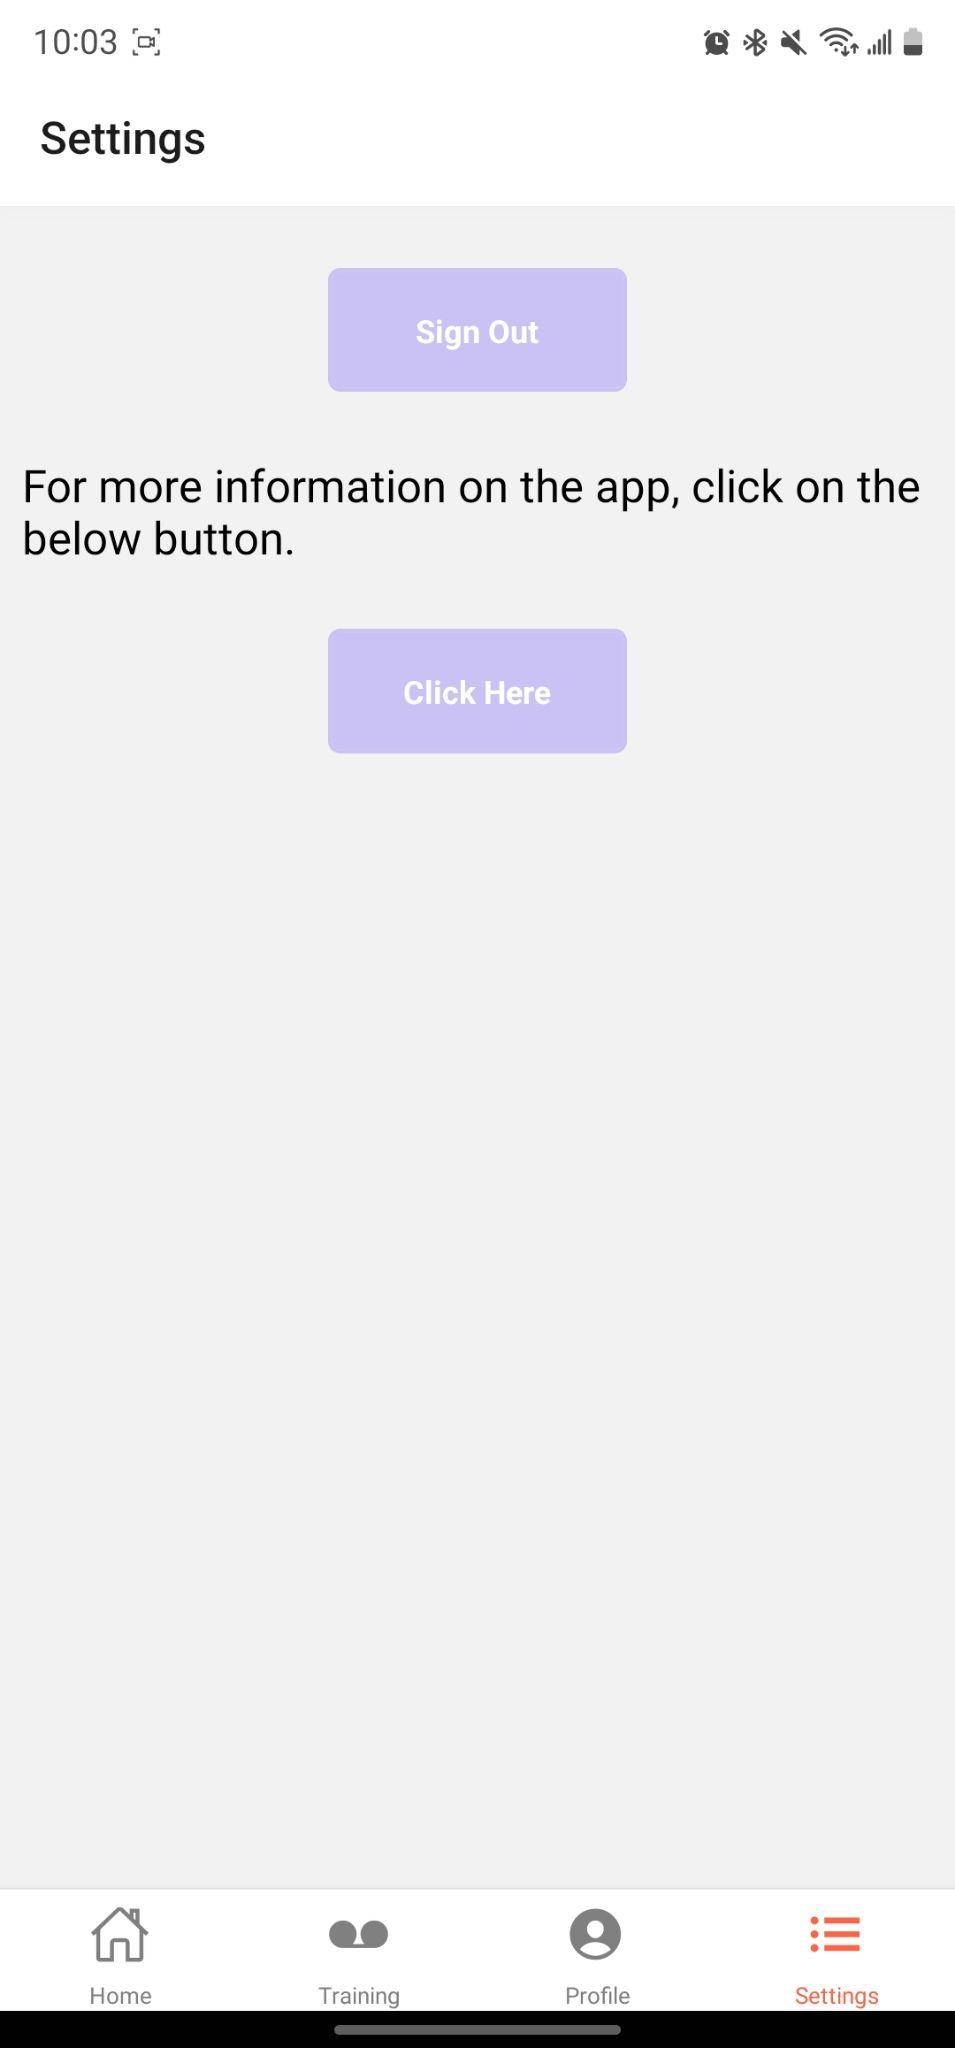 10:03
Settings
Sign Out
For more information on the app, click on the
below button.
Click Here
Home
Training
Profile
Settings